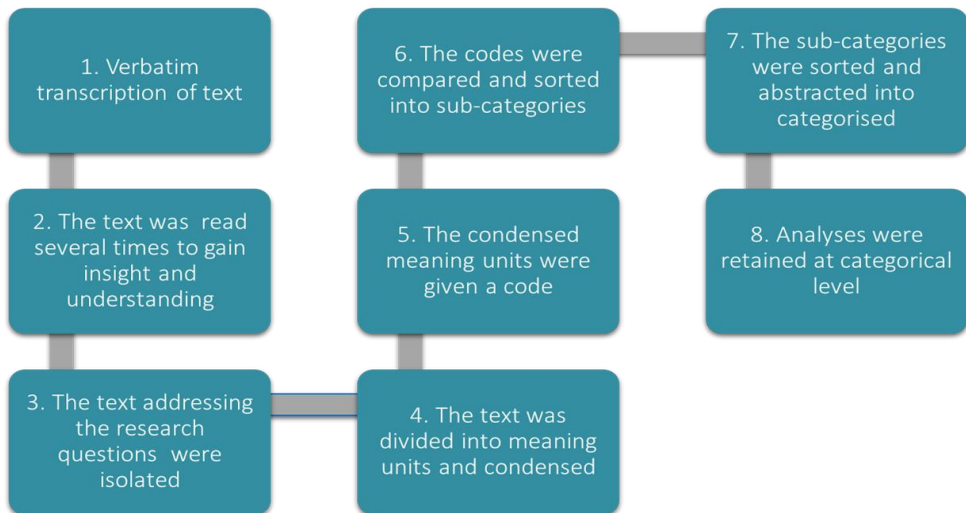 1. Verbatim
transcription of text
2. The text was read
several times to gain
insight and
understanding
3. The text addressing
the research
questions were
isolated
4. The text was
divided into meaning
units and condensed
5. The condensed
meaning units were
given a code
6. The codes were
compared and sorted
into sub-categories
7. The sub-categories
were sorted and
abstracted into
categorised
8. Analyses were
retained at categorical
level